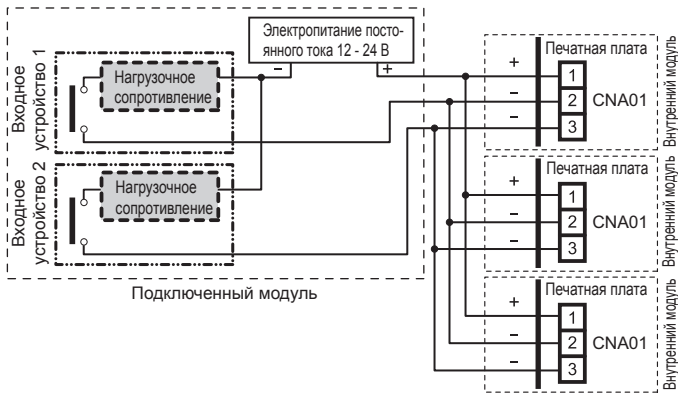 Электропитание посто-
янного тока 12 - 24 В
− +
Входное
устройство 1
Нагрузочное
сопротивление
Входное
устройство 2
Нагрузочное
сопротивление
Подключенный модуль
Печатная плата
+ 1
− 2 CNA01
− 3
Внутренний модуль
Печатная плата
+ 1
− 2 CNA01
− 3
Внутренний модуль
Печатная плата
+ 1
− 2 CNA01
− 3
Внутренний модуль